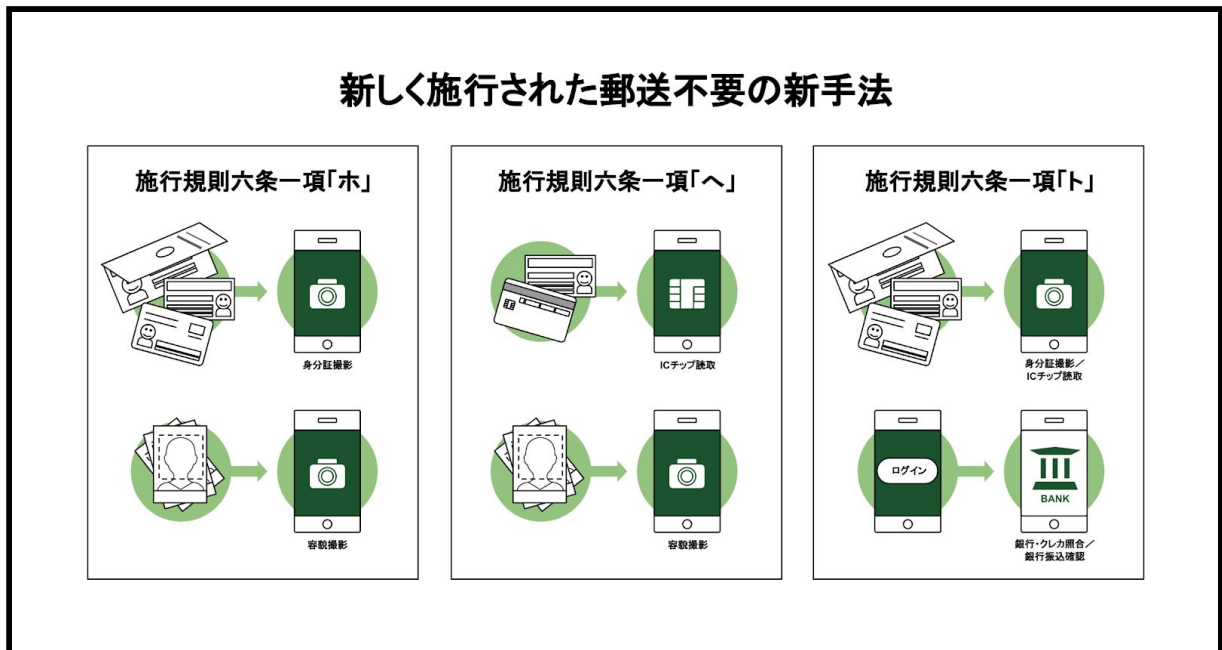 新しく施行された郵送不要の新手法
施行規則六条一項「ホ」
身分証撮影
容貌撮影
施行規則六条一項「へ」
ICチップ読取
容貌撮影
施行規則六条一項「ト」
身分証撮影／
ICチップ読取
ログイン
BANK
銀行・クレカ照合／
銀行振込確認